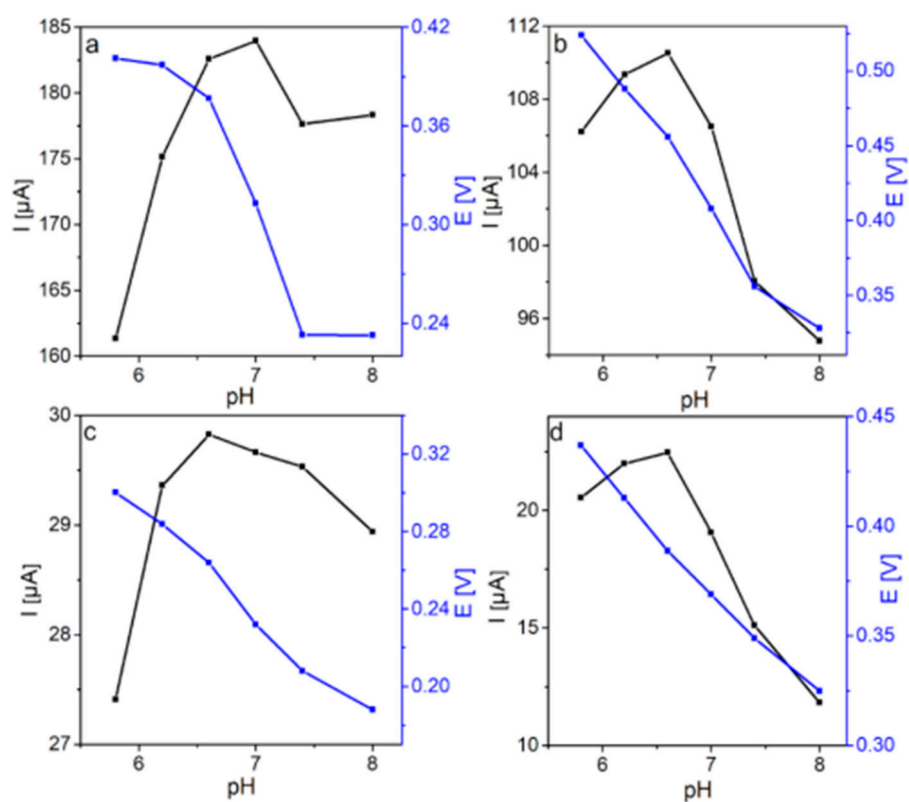 a
185
180
175
170
165
160
I [µA]
0.42
0.36
0.30
0.24
E [V]
6 7 8
pH
b
112
108
104
100
96
I [µA]
0.50
0.45
0.40
0.35
E [V]
6 7 8
pH
c
30
29
28
27
I [µA]
0.32
0.28
0.24
0.20
E [V]
6 7 8
pH
d
20
15
10
I [µA]
0.45
0.40
0.35
0.30
E [V]
6 7 8
pH